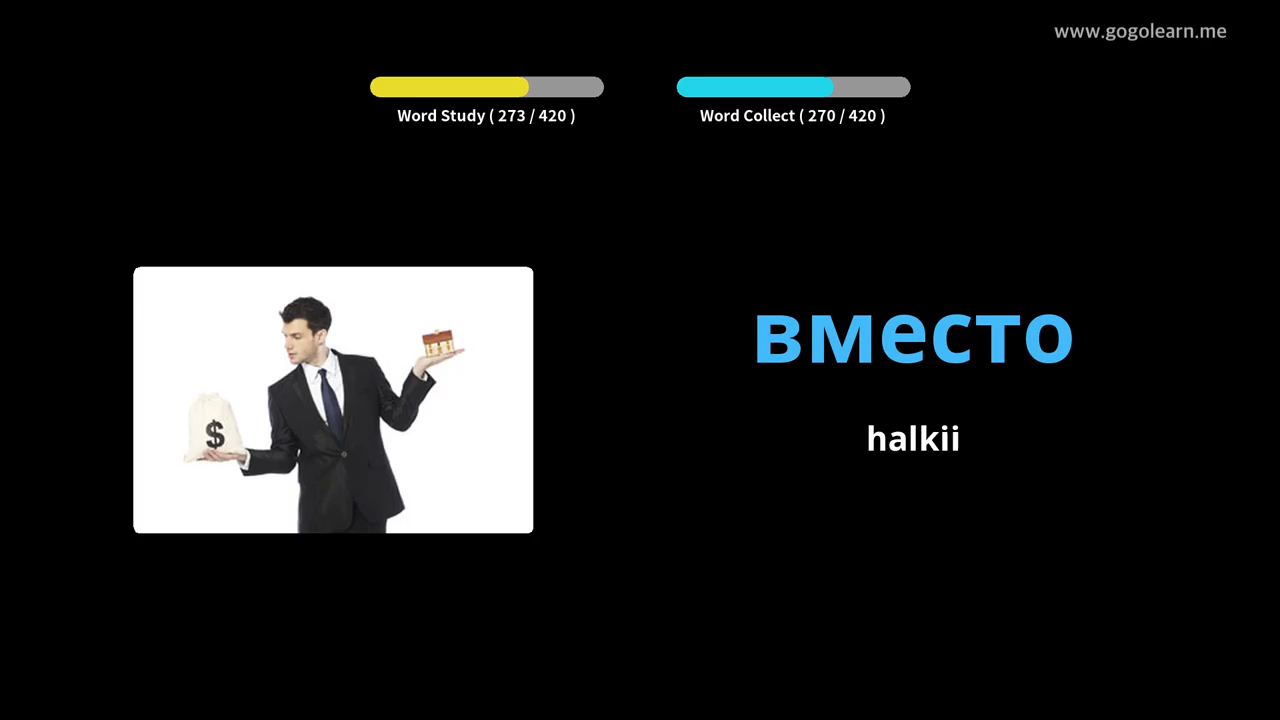 www.gogolearn.me
Word Study ( 273 / 420 )
Word Collect ( 270 / 420 )
$
вместо
halkii